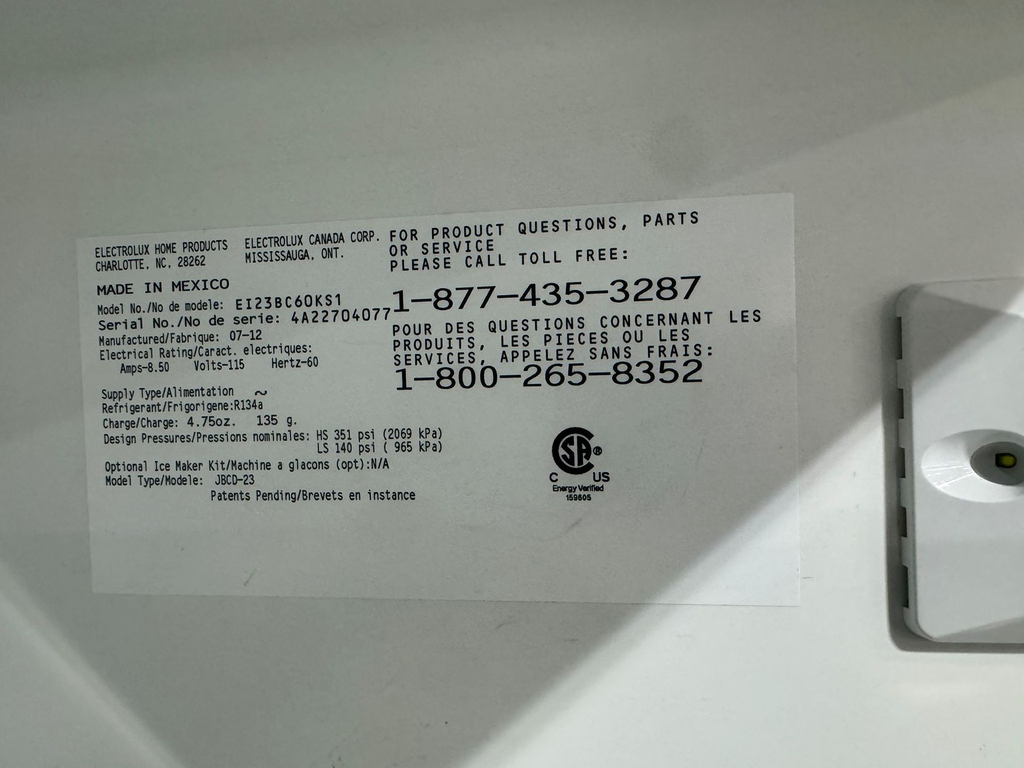 ELECTROLUX HOME PRODUCTS
CHARLOTTE, NC, 28262
ELECTROLUX CANADA CORP.
MISSISSAUGA, ONT.
MADE IN MEXICO
Model No./No de modele: EI23BC60KS1
Serial No./No de serie: 4A22704077
Manufactured/Fabrique: 07-12
Electrical Rating/Caract. electriques:
Amps-8.50 Volts-115 Hertz-60
Supply Type/Alimentation ~
Refrigerant/Frigorigene:R134a
Charge/Charge: 4.75oz. 135 g.
Design Pressures/Pressions nominales: HS 351 psi (2069 kPa)
LS 140 psi ( 965 kPa)
Optional Ice Maker Kit/Machine a glacons (opt):N/A
Model Type/Modele: JBCD-23
Patents Pending/Brevets en instance
FOR PRODUCT QUESTIONS, PARTS
OR SERVICE
PLEASE CALL TOLL FREE:
1-877-435-3287
POUR DES QUESTIONS CONCERNANT LES
PRODUITS, LES PIECES OU LES
SERVICES, APPELEZ SANS FRAIS:
1-800-265-8352
SA ®
C US
Energy Verified
159605